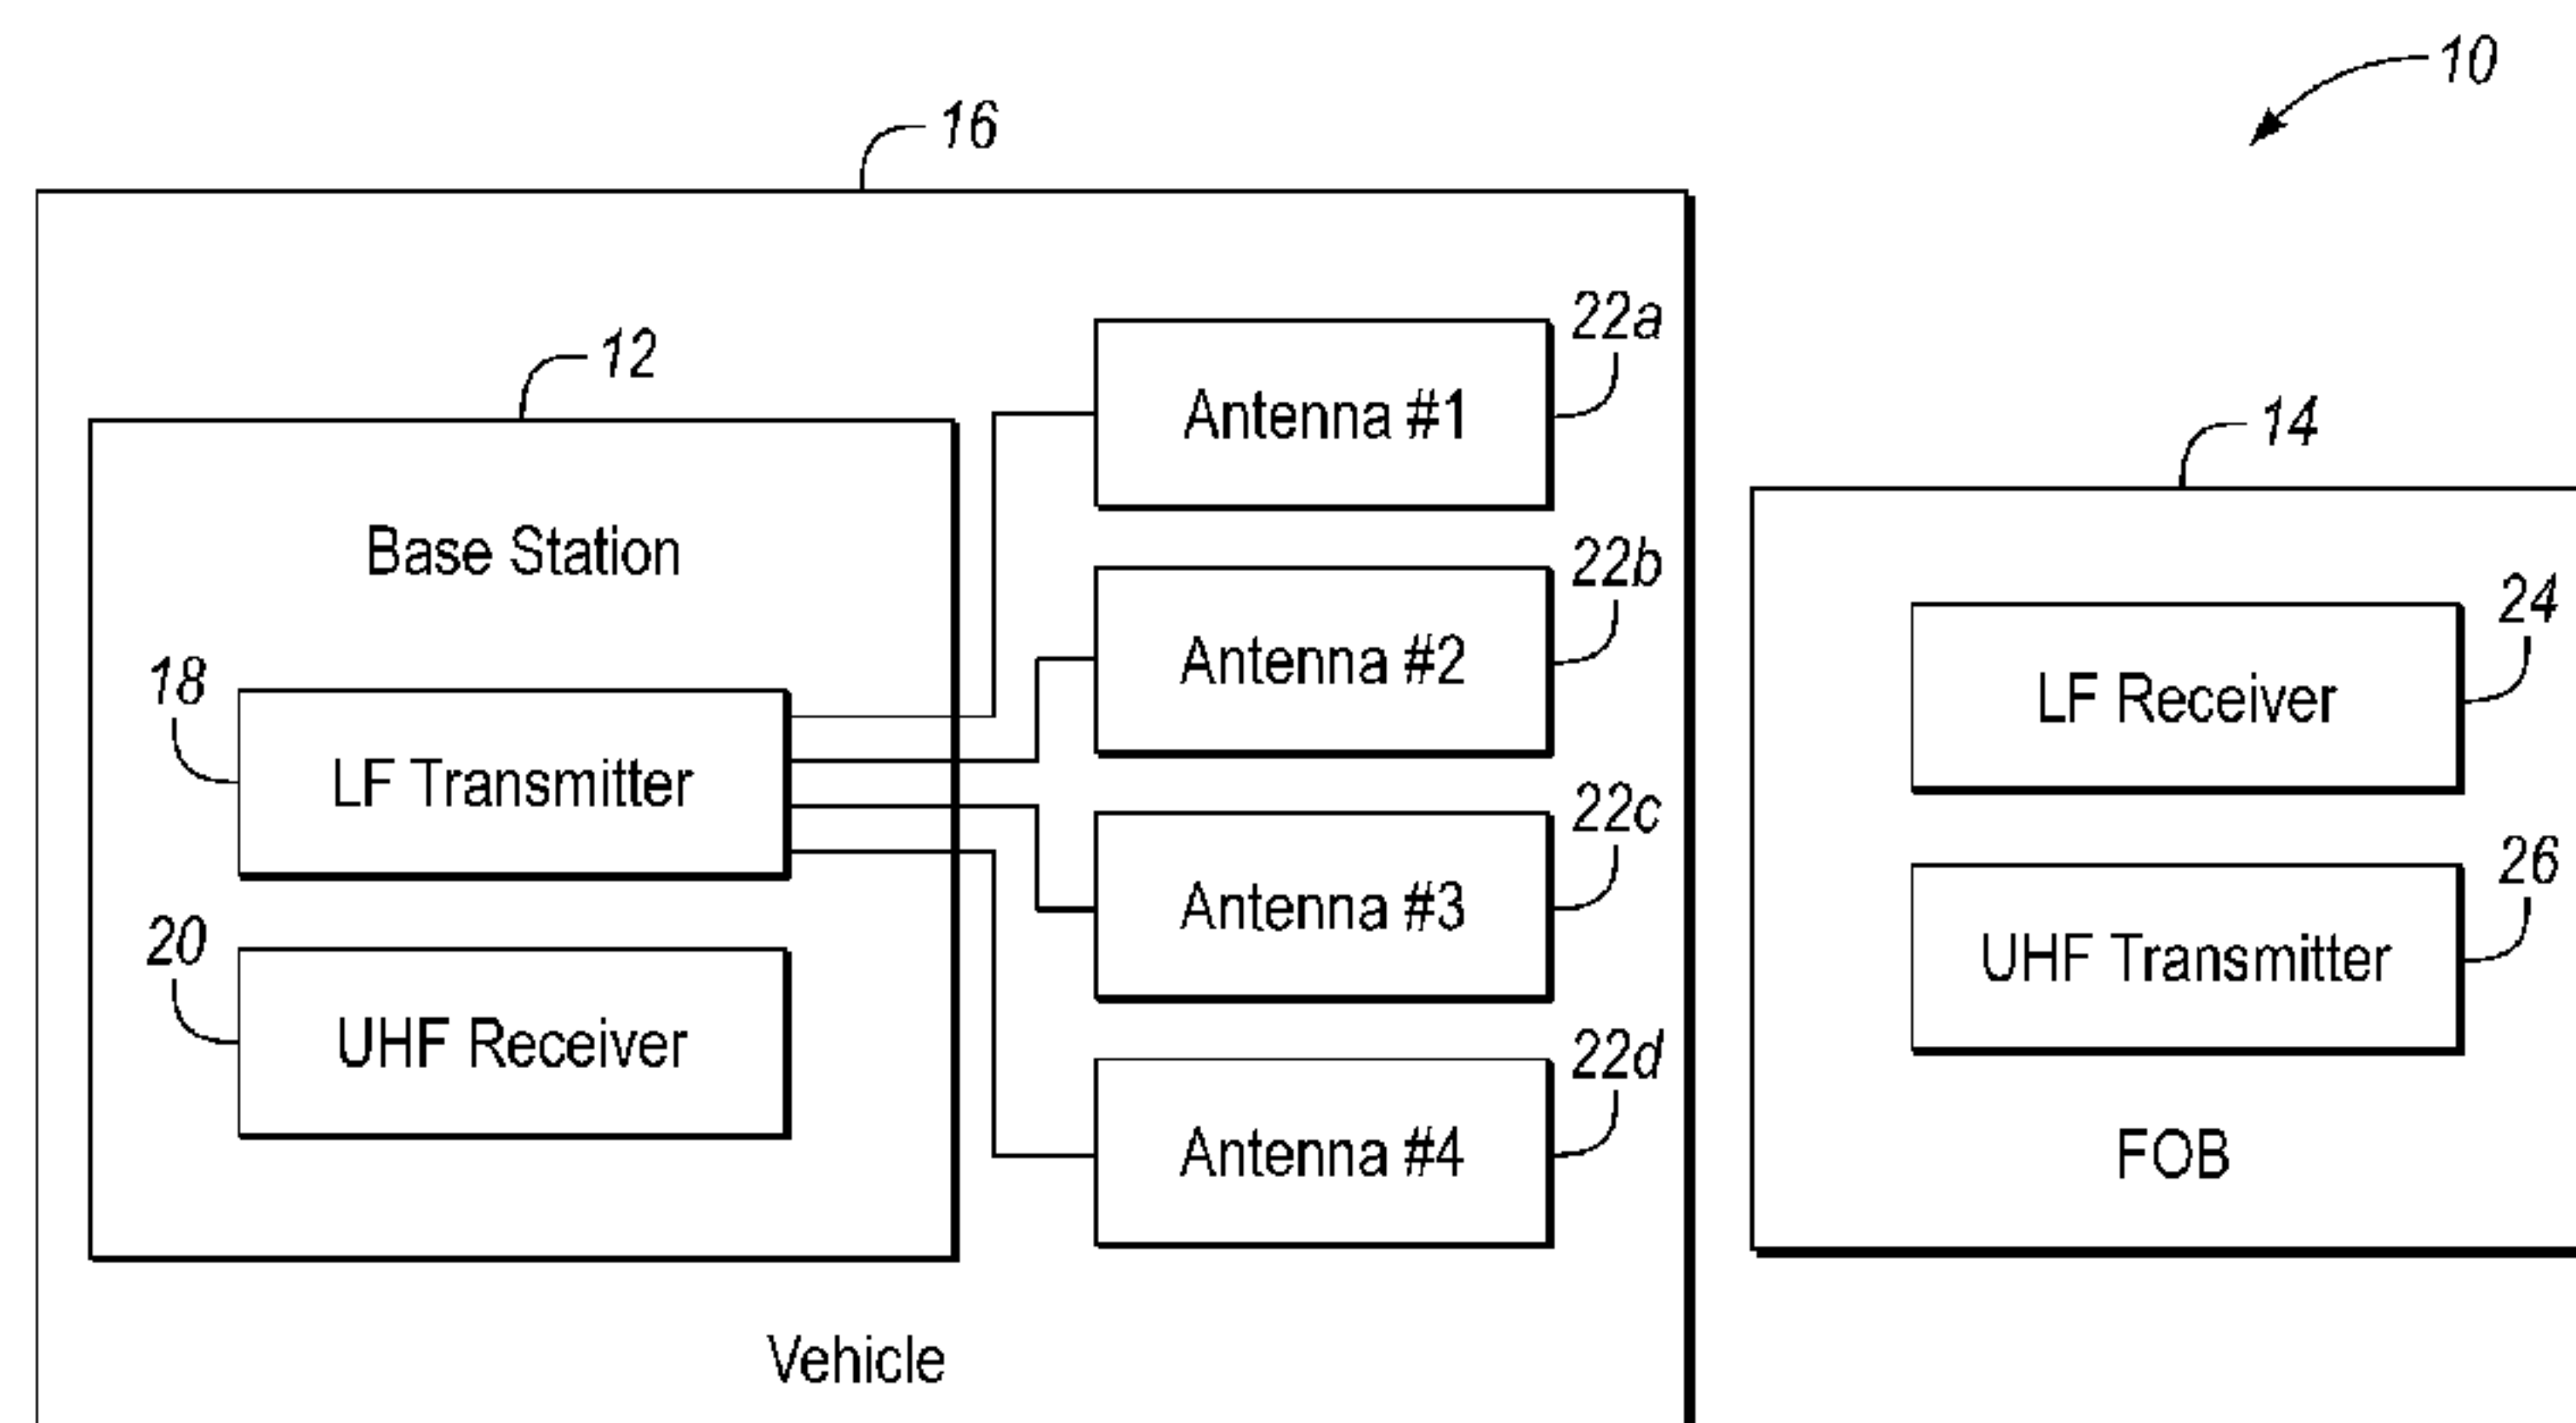 10
16
12
22a
Antenna #1
14
Base Station
22b
Antenna #2
24
LF Receiver
18
LF Transmitter
22c
Antenna #3
26
UHF Transmitter
20
UHF Receiver
22d
Antenna #4
FOB
Vehicle